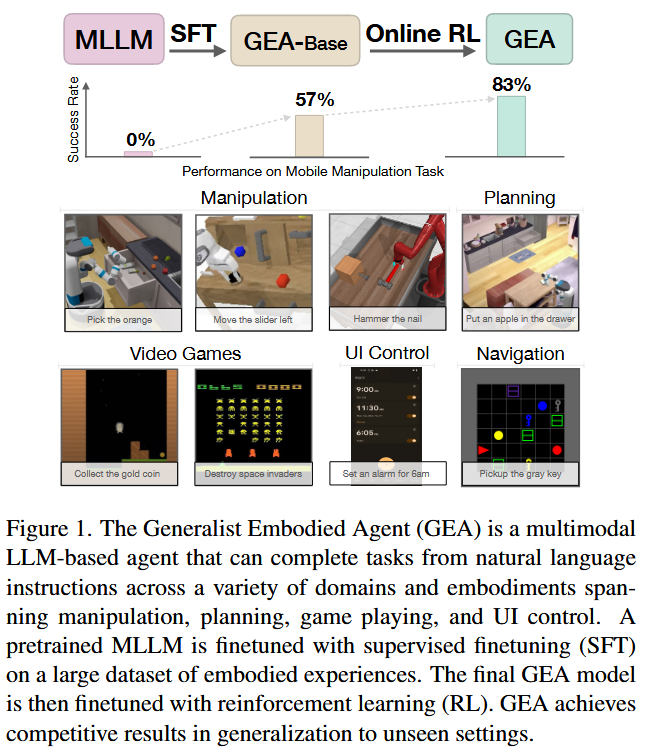 MLLM SFT GEA-BASE Online RL GEA
Success Rate
0%
57%
83%
Performance on Mobile Manipulation Task
Manipulation Planning
Pick the orange Move the slider left Hammer the nail Put an apple in the drawer
Video Games UI Control Navigation
9:00
11:30
6:05
Collect the gold coin Destroy space invaders Set an alarm for 6am Pickup the gray key
Figure 1. The Generalist Embodied Agent (GEA) is a multimodal
LLM-based agent that can complete tasks from natural language
instructions across a variety of domains and embodiments span-
ning manipulation, planning, game playing, and UI control. A
pretrained MLLM is finetuned with supervised finetuning (SFT)
on a large dataset of embodied experiences. The final GEA model
is then finetuned with reinforcement learning (RL). GEA achieves
competitive results in generalization to unseen settings.